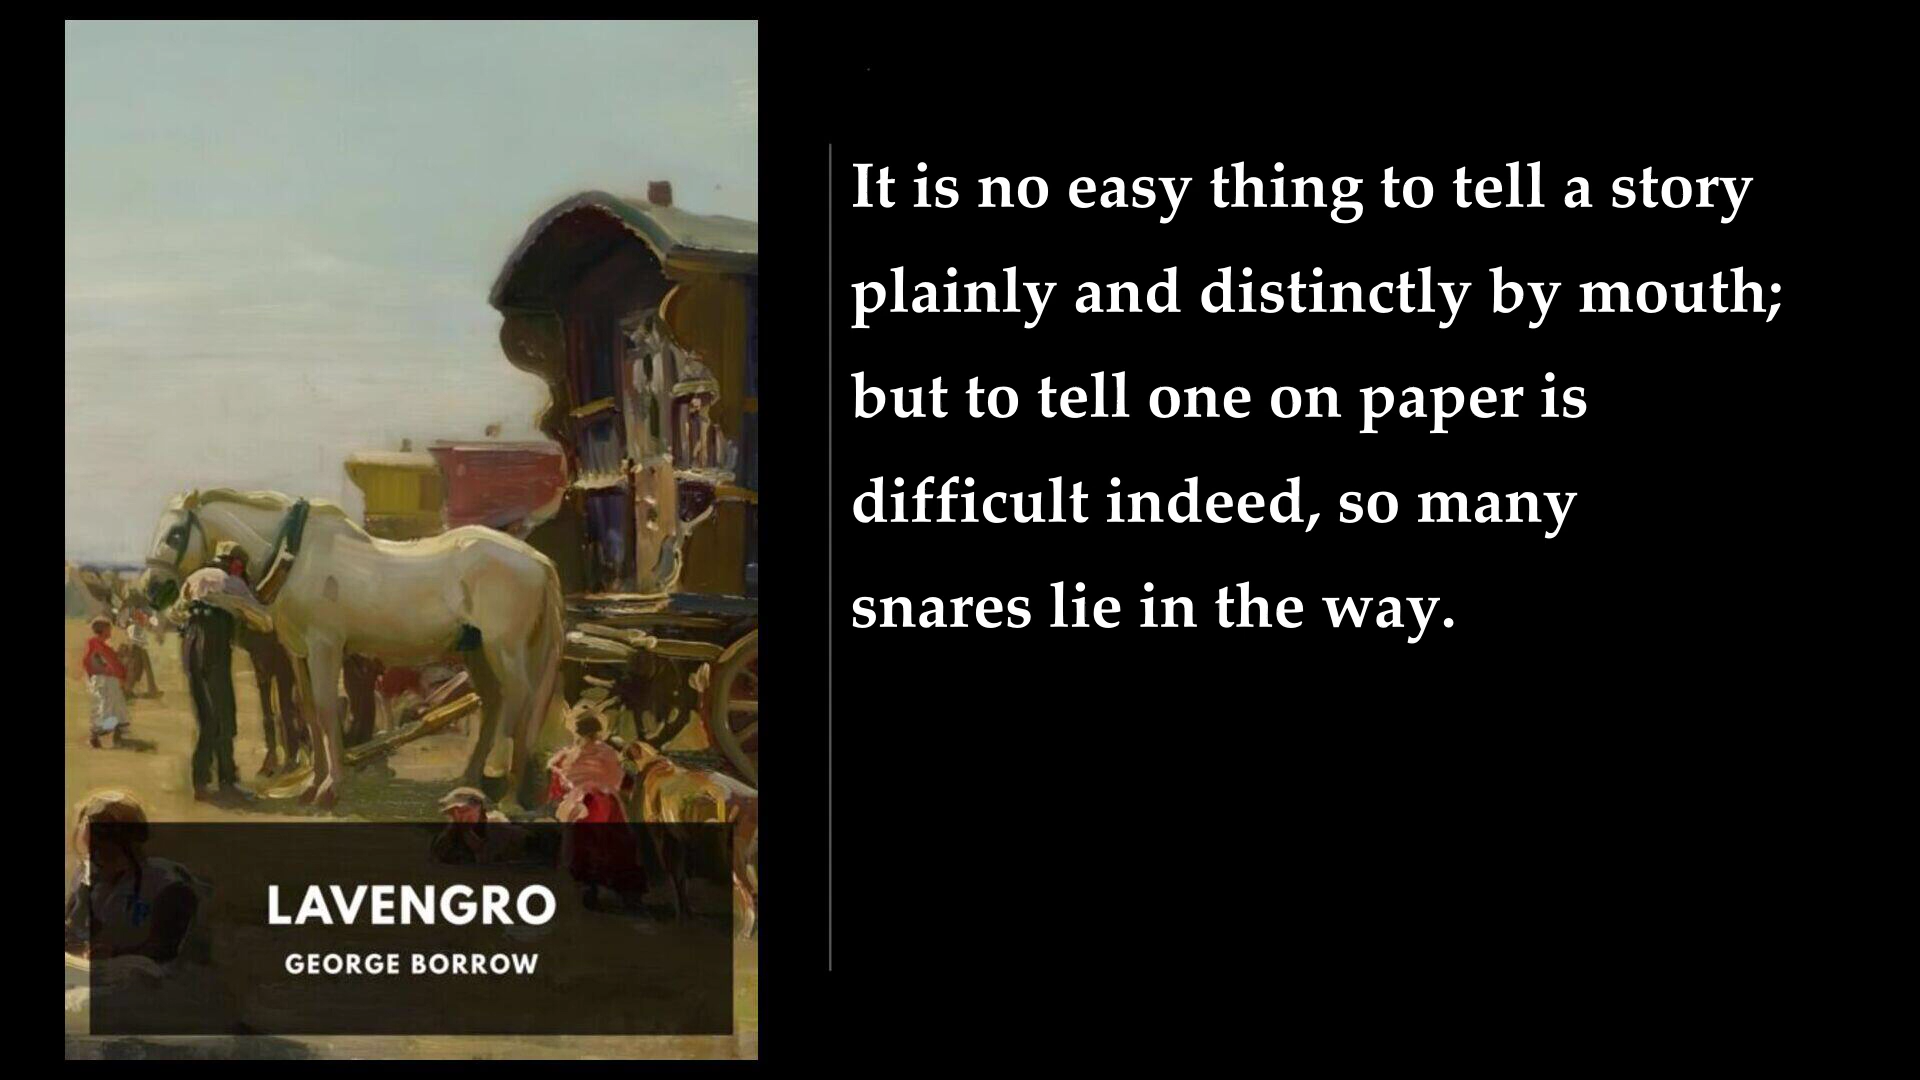 It is no easy thing to tell a story
plainly and distinctly by mouth;
but to tell one on paper is
difficult indeed, so many
snares lie in the way.
LAVENGRO
GEORGE BORROW